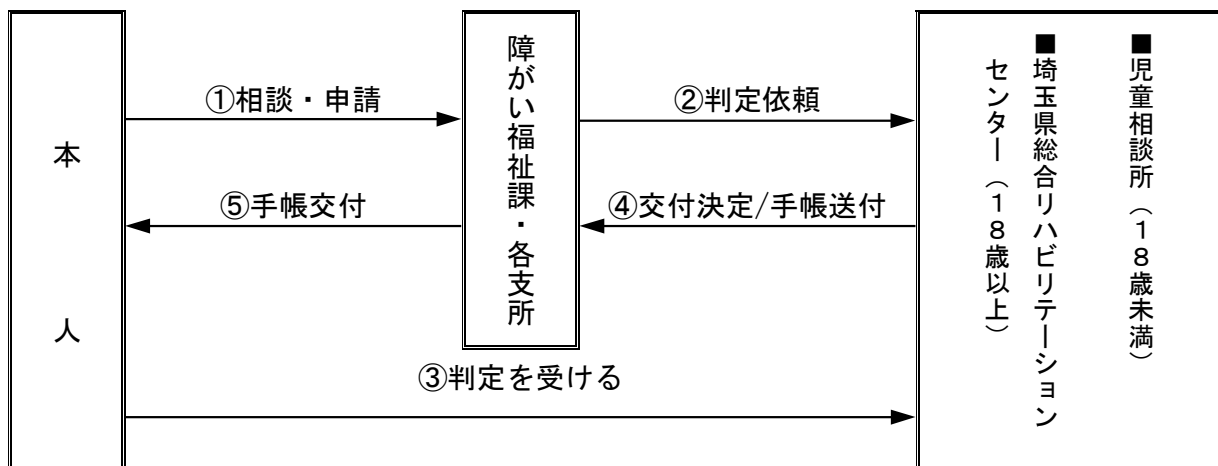 本人
①相談・申請
⑤手帳交付
障がい福祉課・各支所
②判定依頼
④交付決定/手帳送付
③判定を受ける
■児童相談所（１８歳未満）
■埼玉県総合リハビリテーション
センター（１８歳以上）